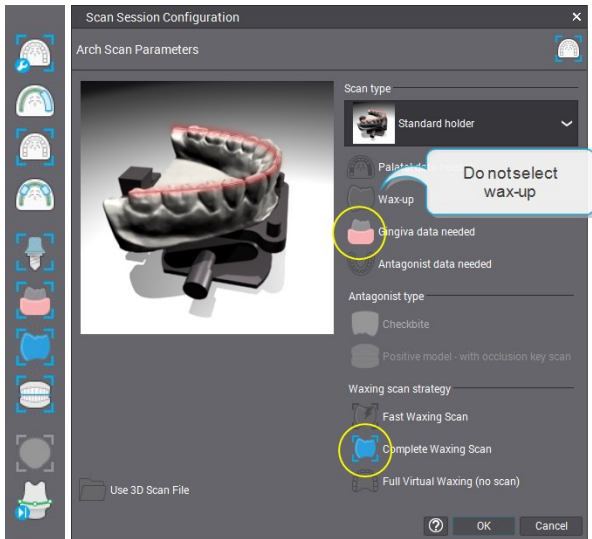 Scan Session Configuration
Arch Scan Parameters
Scan type
Standard holder
Do notselect
wax-up
Wax-up
Gingiva data needed
Antagonist data needed
Antagonist type
Checkbite
Positive model - with occlusion key scan
Waxing scan strategy
Fast Waxing Scan
Complete Waxing Scan
Full Virtual Waxing (no scan)
Use 3D Scan File
OK
Cancel